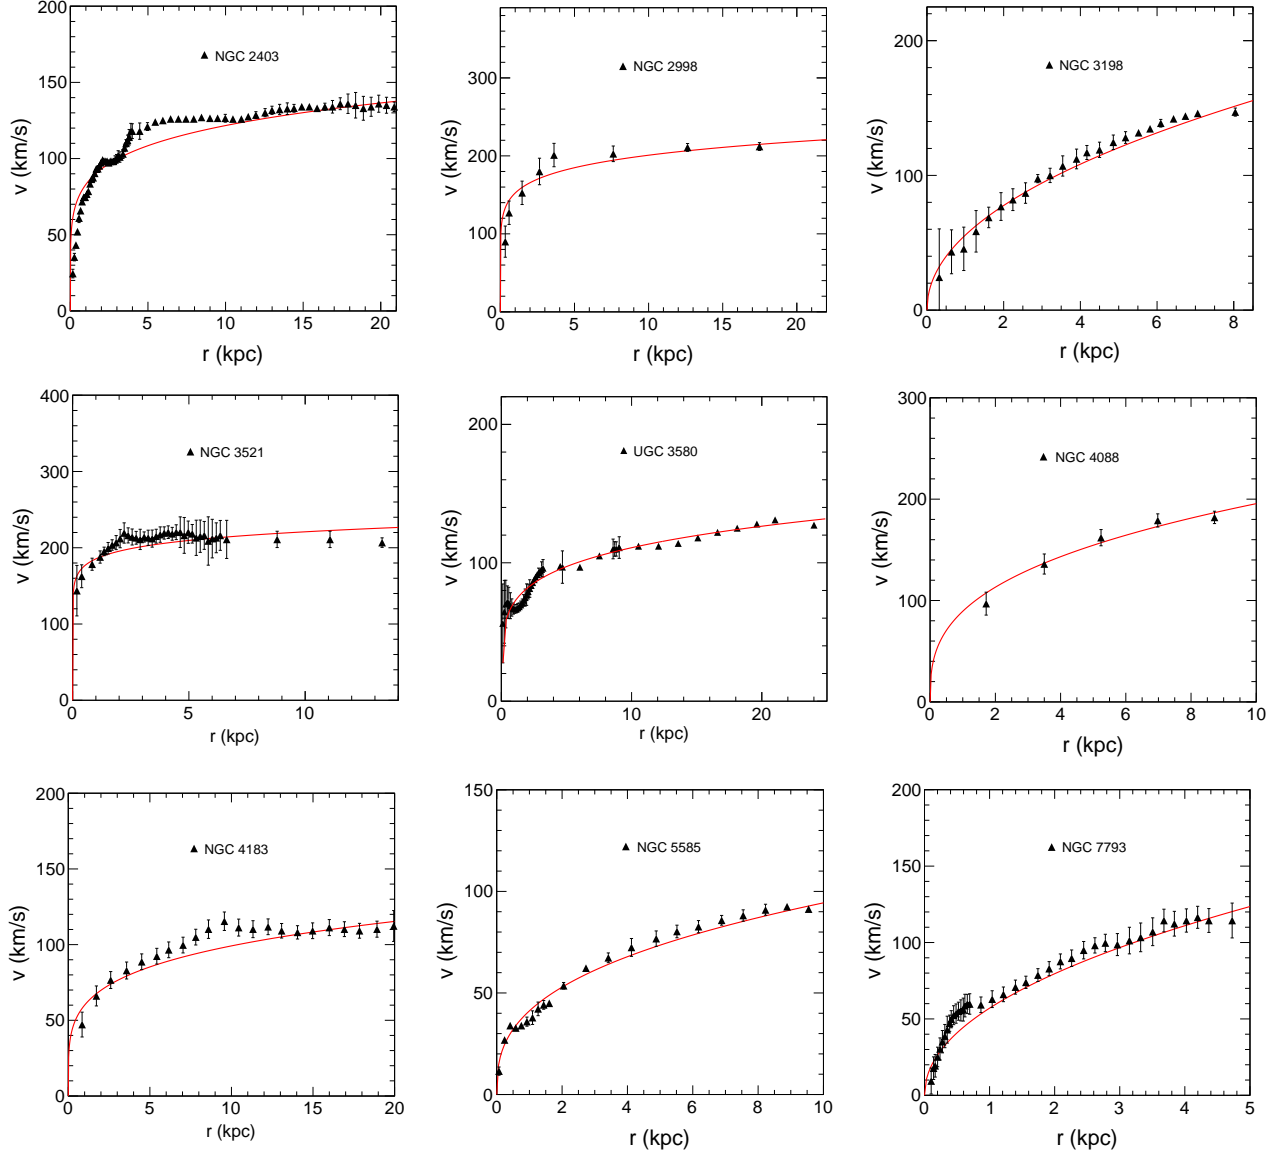 200
150
100
50
0
v (km/s)
NGC 2403
0 5 10 15 20
r (kpc)
300
200
100
0
v (km/s)
NGC 2998
0 5 10 15 20
r (kpc)
200
100
0
v (km/s)
NGC 3198
0 2 4 6 8
r (kpc)
400
300
200
100
0
v (km/s)
NGC 3521
0 5 10
r (kpc)
200
100
0
v (km/s)
UGC 3580
0 10 20
r (kpc)
300
200
100
0
v (km/s)
NGC 4088
0 2 4 6 8 10
r (kpc)
200
150
100
50
0
v (km/s)
NGC 4183
0 5 10 15 20
r (kpc)
150
100
50
0
v (km/s)
NGC 5585
0 2 4 6 8 10
r (kpc)
200
150
100
50
0
v (km/s)
NGC 7793
0 1 2 3 4 5
r (kpc)